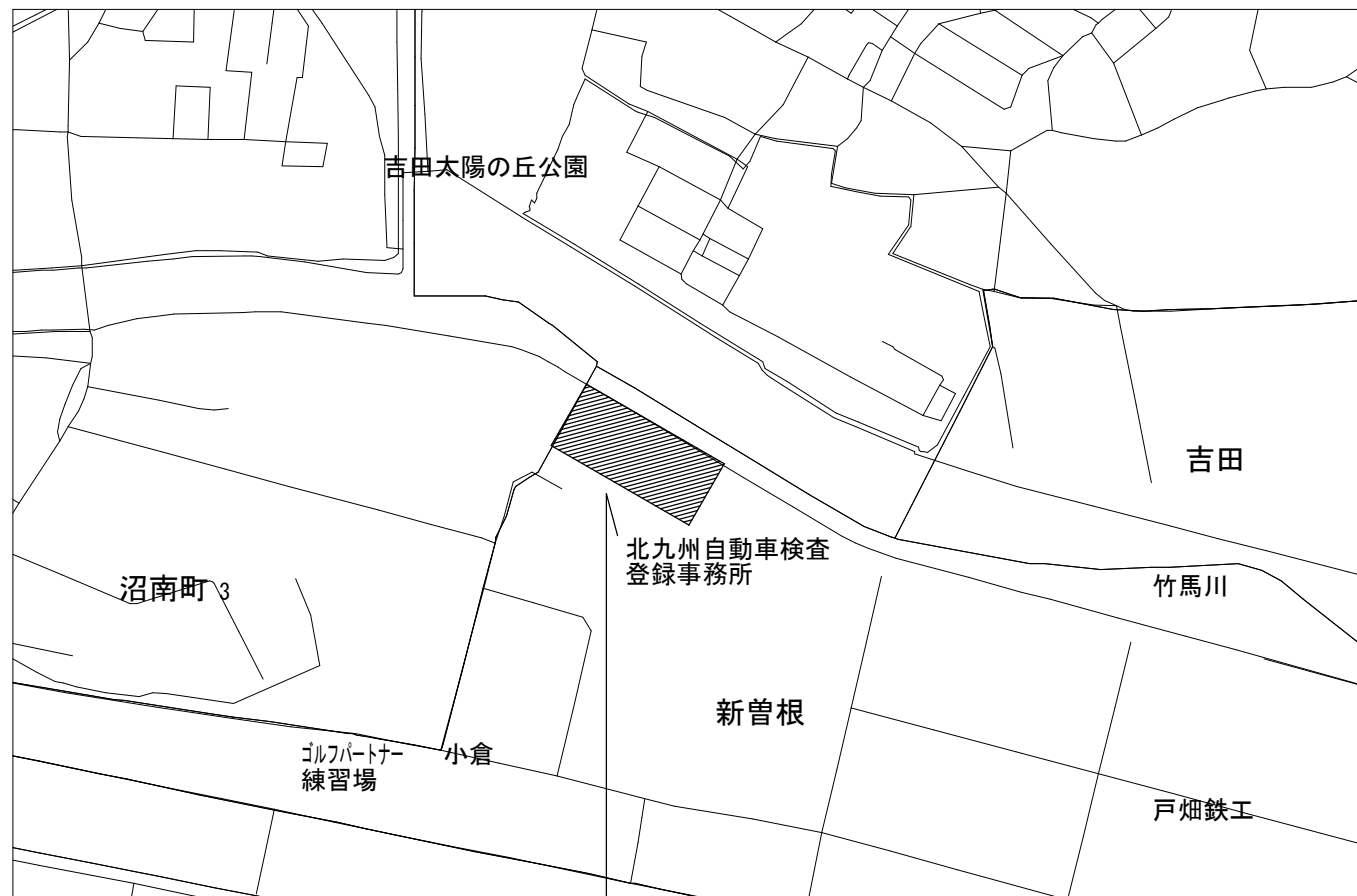 吉田太陽の丘公園
吉田
北九州自動車検査
登録事務所
竹馬川
沼南町 3
新曽根
ゴルフパートナー 小倉
練習場
戸畑鉄工